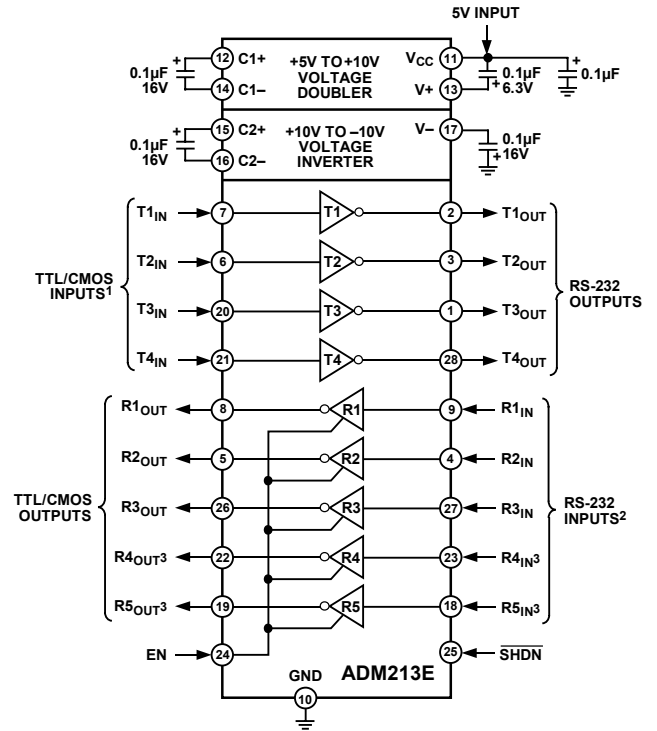 5V INPUT
0.1µF
16V
12 C1+
14 C1–
+5V TO +10V
VOLTAGE
DOUBLER
VCC 11
V+ 13
0.1µF
6.3V
0.1µF
0.1µF
16V
15 C2+
16 C2–
+10V TO –10V
VOLTAGE
INVERTER
V– 17
0.1µF
16V
TTL/CMOS
INPUTS1
T1IN 7 T1 2 T1OUT
T2IN 6 T2 3 T2OUT
T3IN 20 T3 1 T3OUT
T4IN 21 T4 28 T4OUT
RS-232
OUTPUTS
TTL/CMOS
OUTPUTS
R1OUT 8 R1 9 R1IN
R2OUT 5 R2 4 R2IN
R3OUT 26 R3 27 R3IN
R4OUT3 22 R4 23 R4IN3
R5OUT3 19 R5 18 R5IN3
RS-232
INPUTS2
EN 24
25 SHDN
GND
10
ADM213E